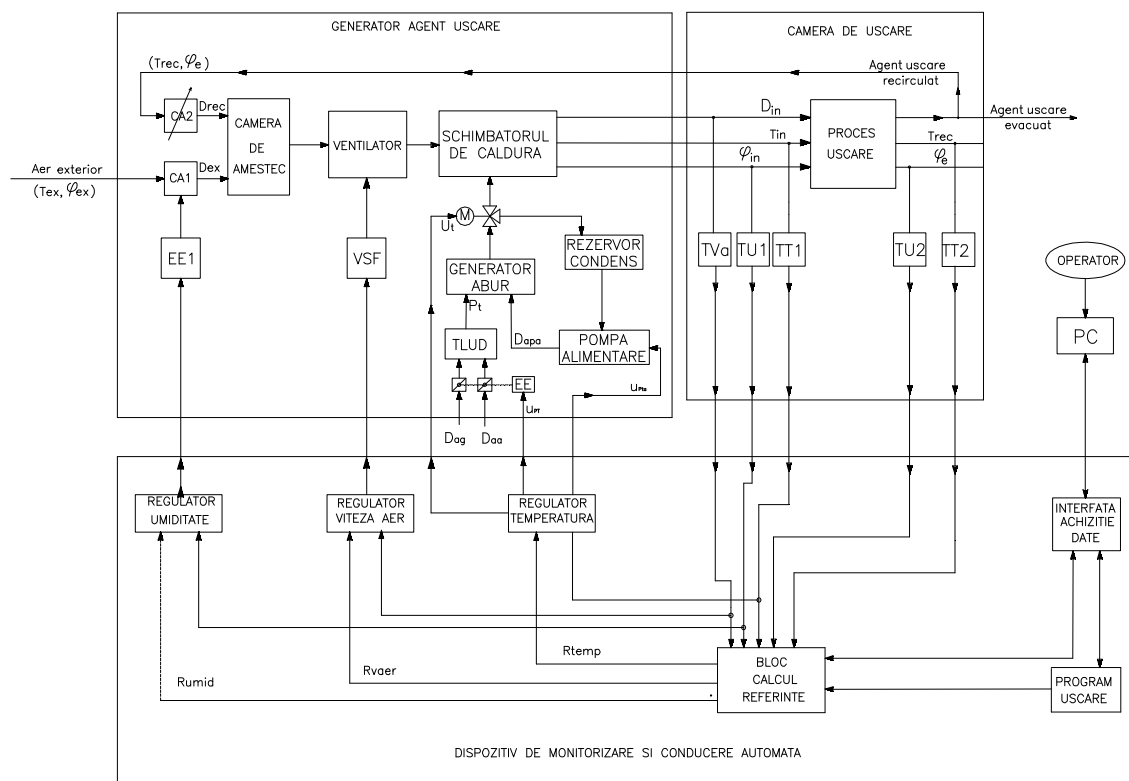 GENERATOR AGENT USCARE
CAMERA DE USCARE
(Trec, φe)
Agent uscare
recirculat
CA2
Drec
CAMERA
DE
AMESTEC
VENTILATOR
SCHIMBATORUL
DE CALDURA
Din
Tin
φin
PROCES
USCARE
Agent uscare
evacuat
Trec
φe
Aer exterior
(Tex, φex)
CA1
Dex
Ut
M
EE1
VSF
GENERATOR
ABUR
REZERVOR
CONDENS
TVa
TU1
TT1
TU2
TT2
OPERATOR
Pt
TLUD
Dapa
POMPA
ALIMENTARE
PC
EE
uPT
Dag
Daa
REGULATOR
UMIDITATE
REGULATOR
VITEZA AER
REGULATOR
TEMPERATURA
INTERFATA
ACHIZITIE
DATE
Rtemp
Rvaer
Rumid
BLOC
CALCUL
REFERINTE
PROGRAM
USCARE
DISPOZITIV DE MONITORIZARE SI CONDUCERE AUTOMATA